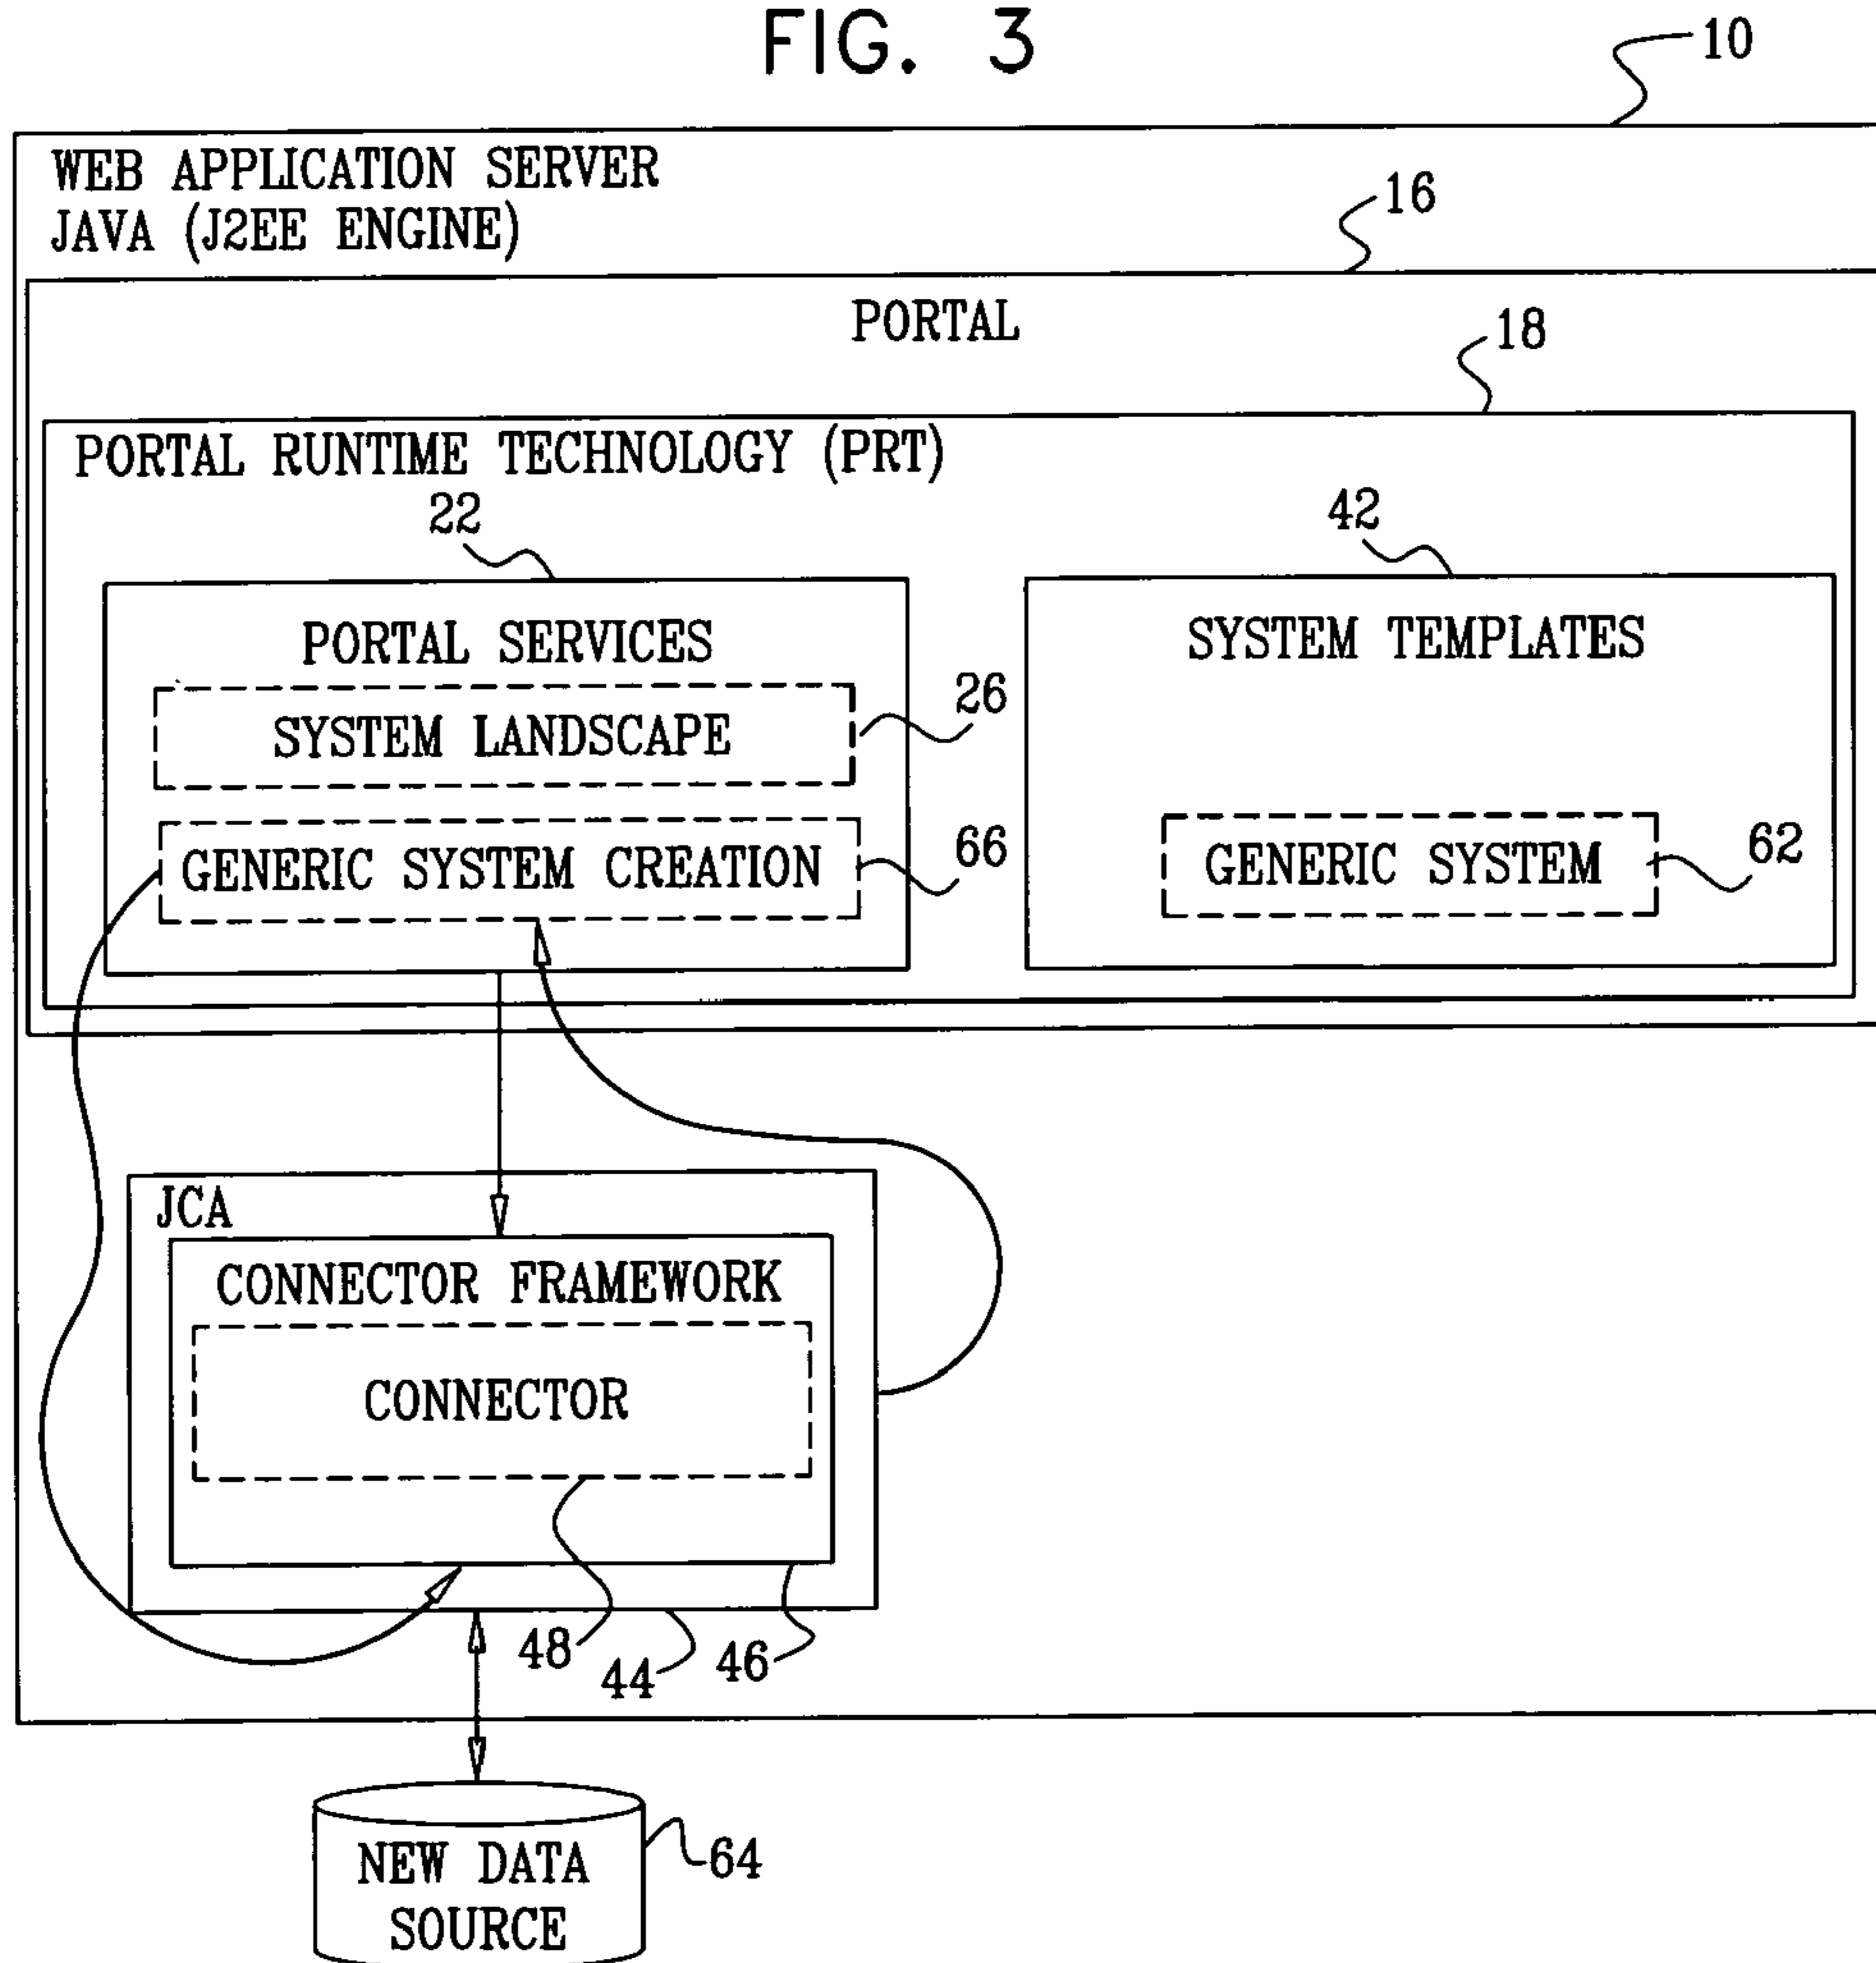 FIG. 3
10
WEB APPLICATION SERVER
JAVA (J2EE ENGINE)
16
PORTAL
18
PORTAL RUNTIME TECHNOLOGY (PRT)
22
42
PORTAL SERVICES
SYSTEM TEMPLATES
SYSTEM LANDSCAPE
26
GENERIC SYSTEM CREATION
66
GENERIC SYSTEM
62
JCA
CONNECTOR FRAMEWORK
CONNECTOR
48
44
46
NEW DATA
SOURCE
64